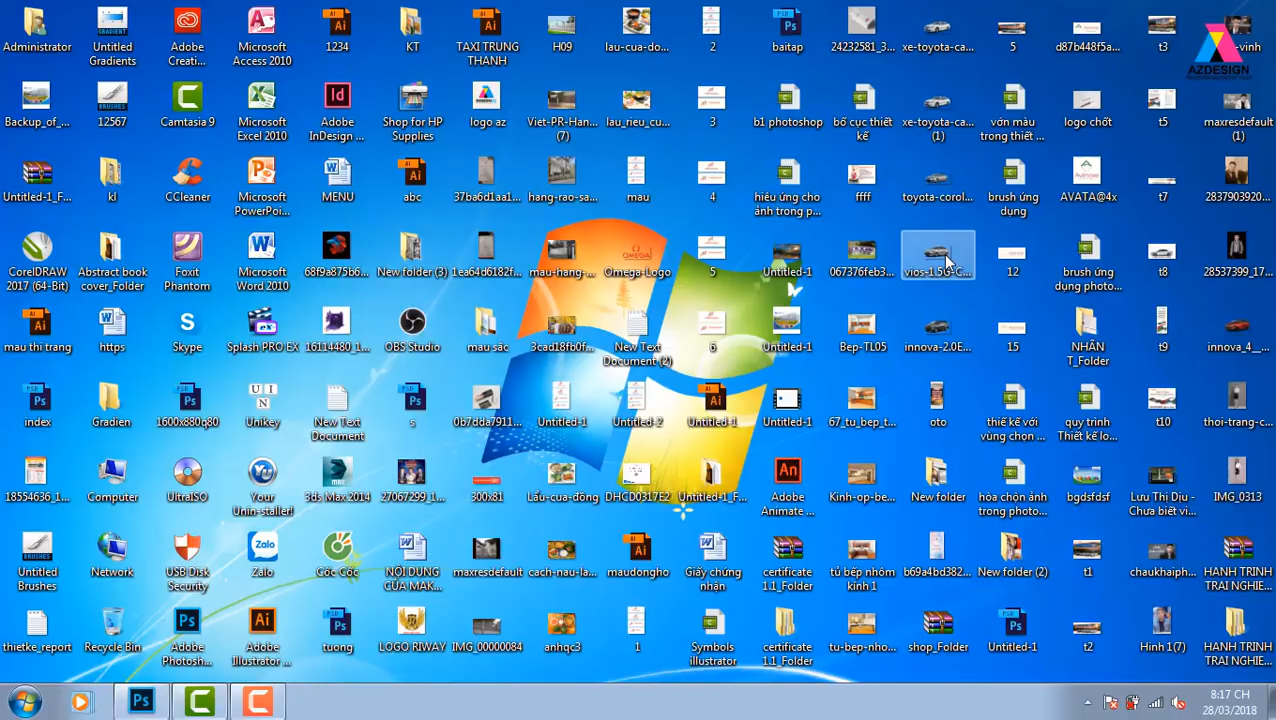 Administrator
Untitled Gradients
Adobe Creati...
Microsoft Access 2010
1234
KT
TAXI TRUNG THANH
H09
lau-cua-do...
2
baitap
24232581_3...
xe-toyota-ca...
5
d87b448f5a...
t3
-vinh
AZDESIGN
Backup_of_...
12567
Camtasia 9
Microsoft Excel 2010
Adobe InDesign ...
Shop for HP Supplies
logo az
Viet-PR-Han... (7)
lau_rieu_cu...
3
b1 photoshop
bố cục thiết kế
xe-toyota-ca... (1)
vớn màu trong thiết ...
logo chốt
t5
maxresdefault (1)
Untitled-1_F...
kl
CCleaner
Microsoft PowerPoi...
MENU
abc
37ba6d1aa1...
hang-rao-sa...
mau
4
hiệu ứng cho ảnh trong p...
ffff
toyota-corol...
brush ứng dụng
AVATA@4x
t7
2837903920...
CorelDRAW 2017 (64-Bit)
Abstract book cover_Folder
Foxit Phantom
Microsoft Word 2010
68f9a875b6...
New folder (3)
1ea64d6182f...
mau-hang-...
Omega-Logo
5
Untitled-1
067376feb3...
vios-1.5G-C...
12
brush ứng dụng photo...
t8
28537399_17...
mau thi trang
https
Skype
Splash PRO EX
16114480_1...
OBS Studio
mau sắc
3cad18fb0f...
New Text Document (2)
6
Untitled-1
Bep-TL05
innova-2.0E...
15
NHÂN T_Folder
t9
innova_4__...
index
Gradien
1600x880q80
Unikey
New Text Document
s
0b7dda7911...
Untitled-1
Untitled-2
Untitled-1
Untitled-1
67_tu_bep_t...
oto
thiết kế với vùng chọn ...
quy trình Thiết kế lo...
t10
thoi-trang-c...
18554636_1...
Computer
UltraISO
Your Unin-staller!
3ds Max 2014
27067299_1...
300x81
Lẩu-cua-đồng
DHCD0317E2
Untitled-1_F...
Adobe Animate ...
Kinh-op-be...
New folder
hòa chọn ảnh trong photo...
bgdsfdsf
Lưu Thị Dịu - Chưa biết vi...
IMG_0313
Untitled Brushes
Network
USB Disk Security
Zalo
Cốc Cốc
NỘI DUNG CỦA MAK...
maxresdefault
cach-nau-la...
maudongho
Giấy chứng nhận
certificate 1.1_Folder
tủ bếp nhôm kính 1
b69a4bd382...
New folder (2)
t1
chaukhaiph...
HANH TRINH TRAI NGHIE...
thietke_report
Recycle Bin
Adobe Photosh...
Adobe Illustrator ...
tuong
LOGO RIWAY
IMG_00000084
anhqc3
1
Symbols illustrator
certificate 1.1_Folder
tu-bep-nho...
shop_Folder
Untitled-1
t2
Hinh 1(7)
HANH TRINH TRAI NGHIE...
8:17 CH
28/03/2018